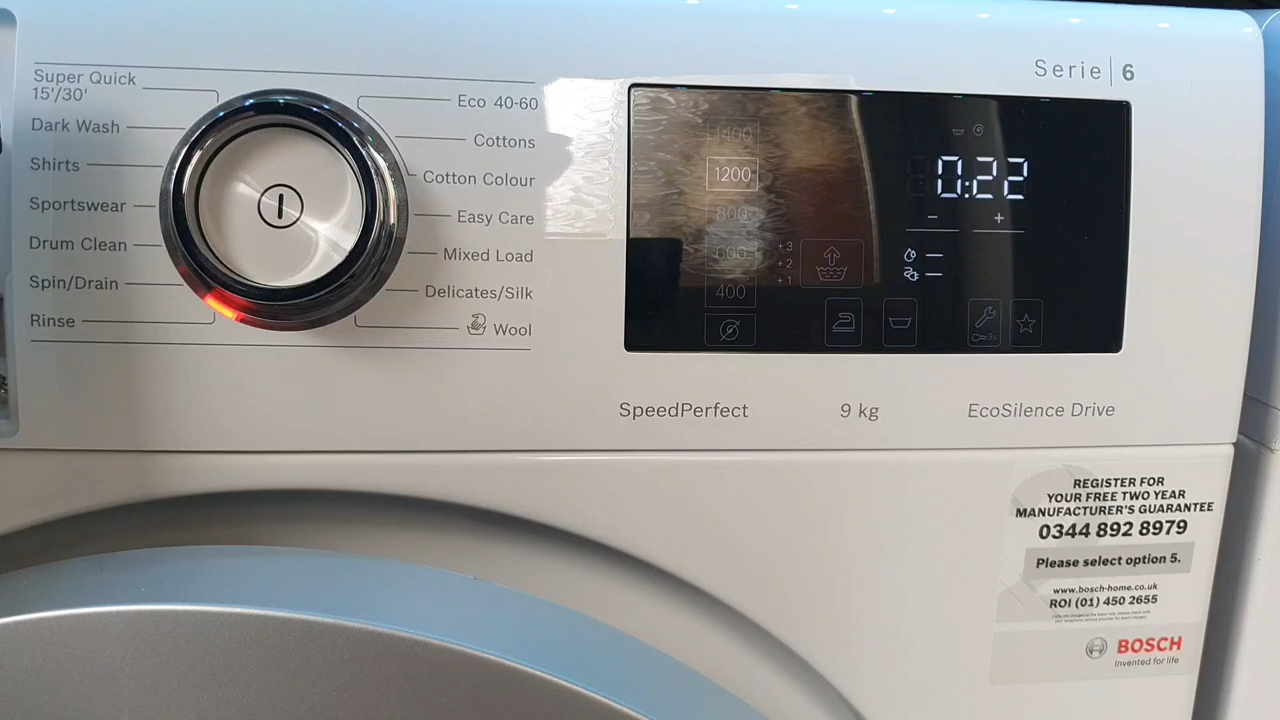 Serie | 6
Super Quick
15'/30'
Dark Wash
Shirts
Sportswear
Drum Clean
Spin/Drain
Rinse
Eco 40-60
Cottons
Cotton Colour
Easy Care
Mixed Load
Delicates/Silk
Wool
1400
1200
800
600
400
+3
+2
+1
0:22
− +
3s
SpeedPerfect
9 kg
EcoSilence Drive
REGISTER FOR
YOUR FREE TWO YEAR
MANUFACTURER'S GUARANTEE
0344 892 8979
Please select option 5.
www.bosch-home.co.uk
ROI (01) 450 2655
BOSCH
Invented for life